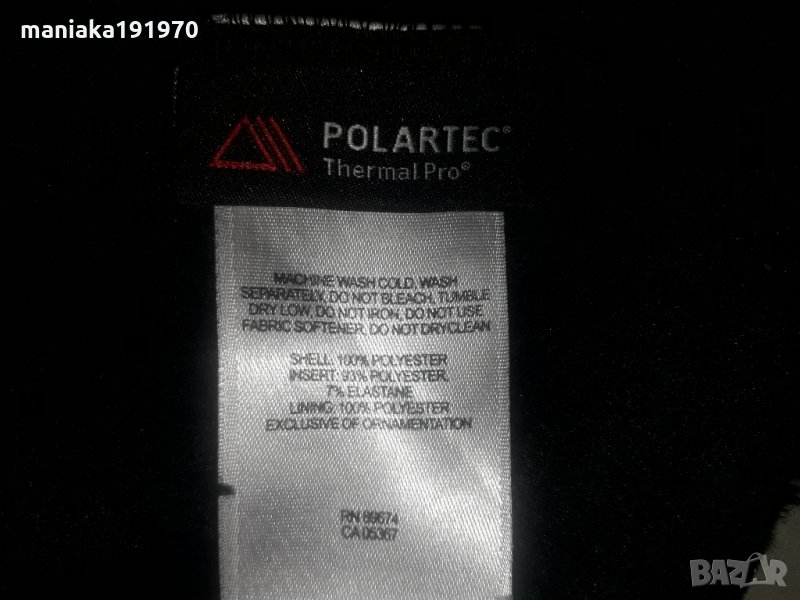 maniaka191970
POLARTEC®
Thermal Pro®
MACHINE WASH COLD, WASH
SEPARATELY, DO NOT BLEACH, TUMBLE
DRY LOW, DO NOT IRON, DO NOT USE
FABRIC SOFTENER, DO NOT DRYCLEAN
SHELL: 100% POLYESTER
INSERT: 93% POLYESTER,
7% ELASTANE
LINING: 100% POLYESTER
EXCLUSIVE OF ORNAMENTATION
RN 89674
CA 05367
BAZAR